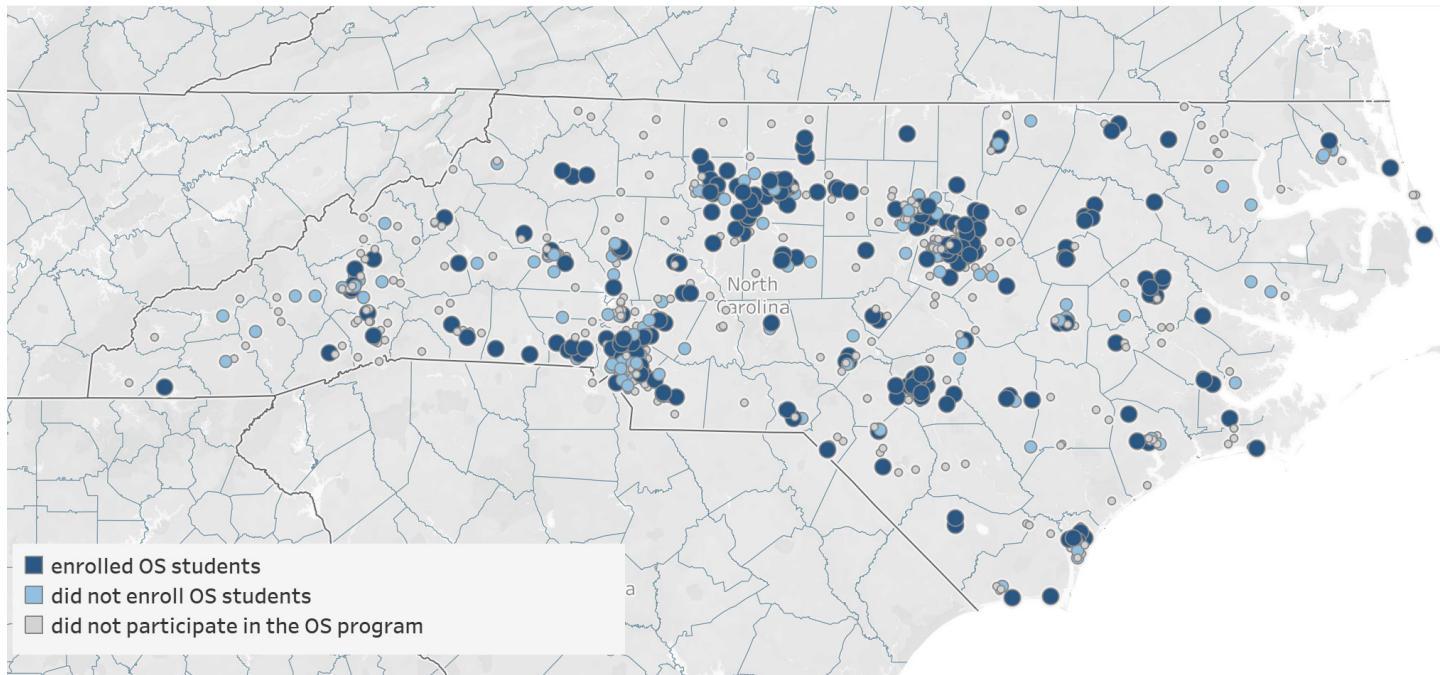 North
Carolina
enrolled OS students
did not enroll OS students
did not participate in the OS program